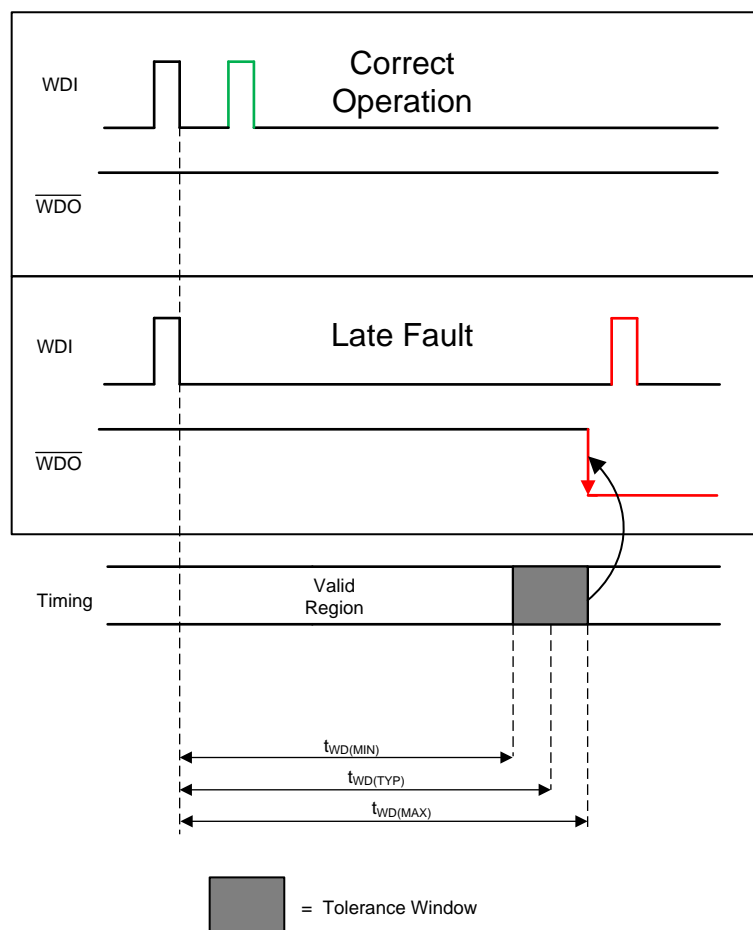 WDI
Correct
Operation
WDO
WDI
Late Fault
WDO
Timing
Valid
Region
tWD(MIN)
tWD(TYP)
tWD(MAX)
= Tolerance Window